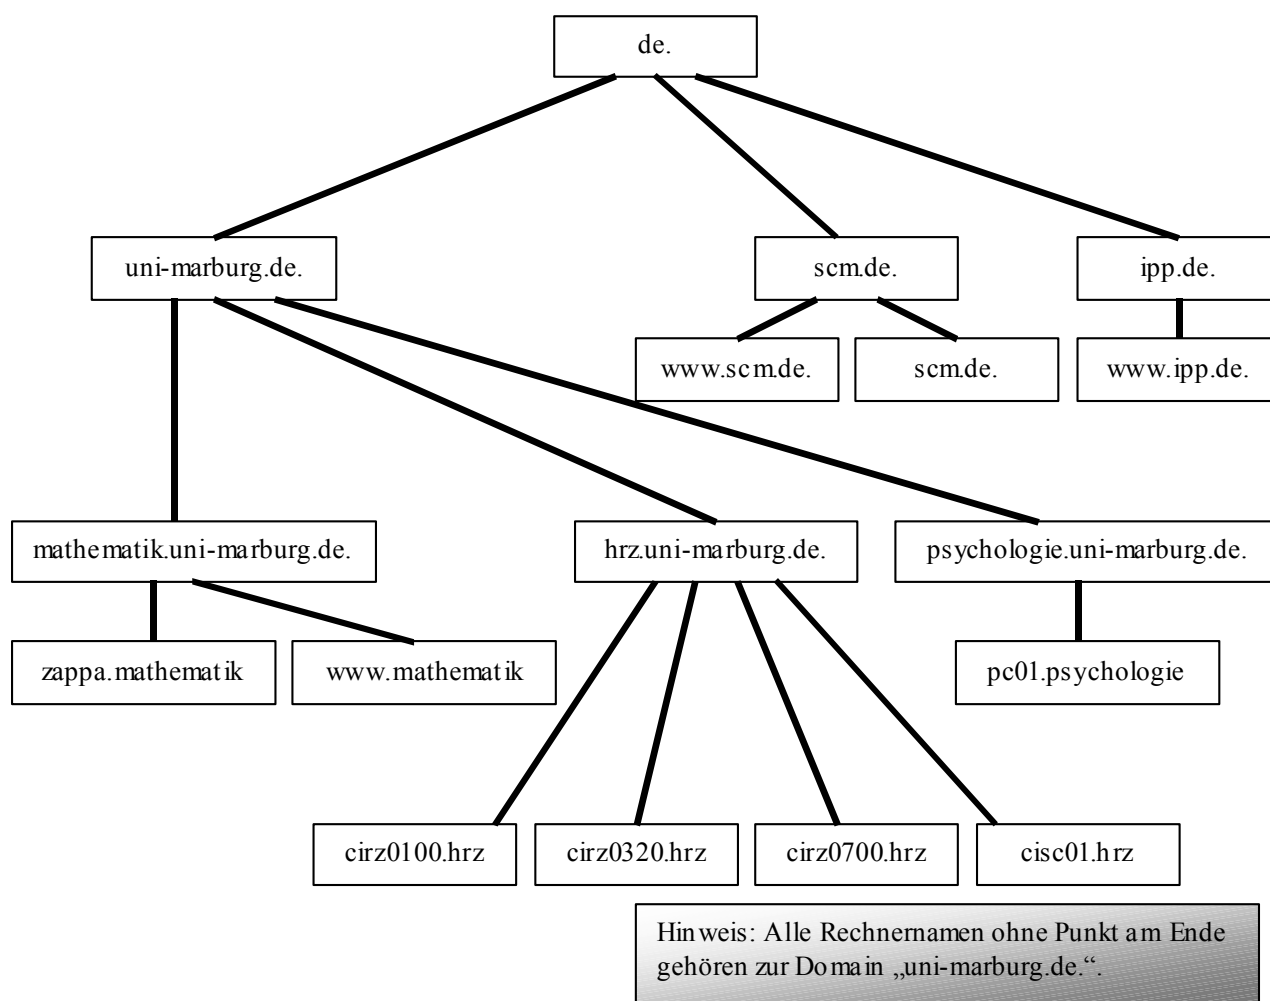 de.
uni-marburg.de.
scm.de.
ipp.de.
www.scm.de.
scm.de.
www.ipp.de.
mathematik.uni-marburg.de.
hrz.uni-marburg.de.
psychologie.uni-marburg.de.
zappa.mathematik
www.mathematik
pc01.psychologie
cirz0100.hrz
cirz0320.hrz
cirz0700.hrz
cisc01.hrz
Hinweis: Alle Rechnernamen ohne Punkt am Ende
gehören zur Domain „uni-marburg.de.“.